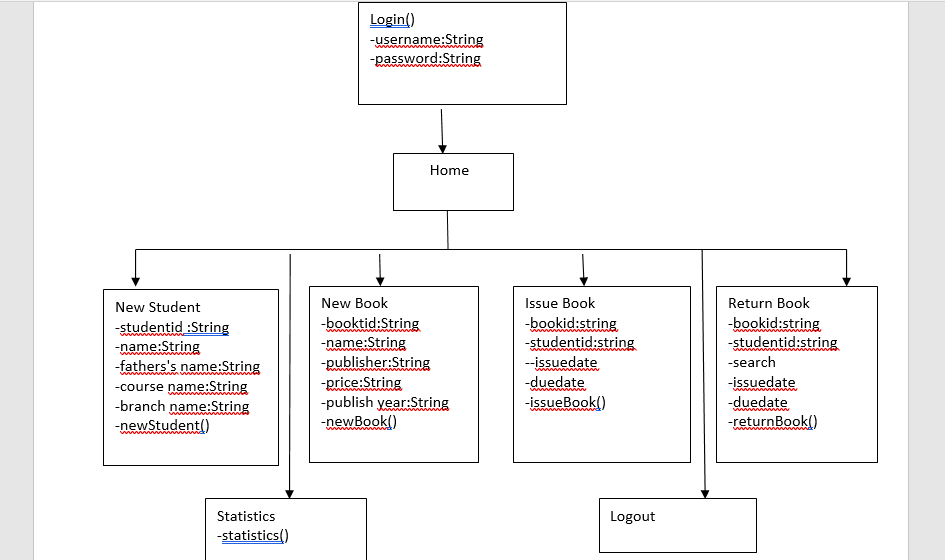 Login()
-username:String
-password:String
Home
New Student
-studentid :String
-name:String
-fathers's name:String
-course name:String
-branch name:String
-newStudent()
New Book
-booktid:String
-name:String
-publisher:String
-price:String
-publish year:String
-newBook()
Issue Book
-bookid:string
-studentid:string
--issuedate
-duedate
-issueBook()
Return Book
-bookid:string
-studentid:string
-search
-issuedate
-duedate
-returnBook()
Statistics
-statistics()
Logout